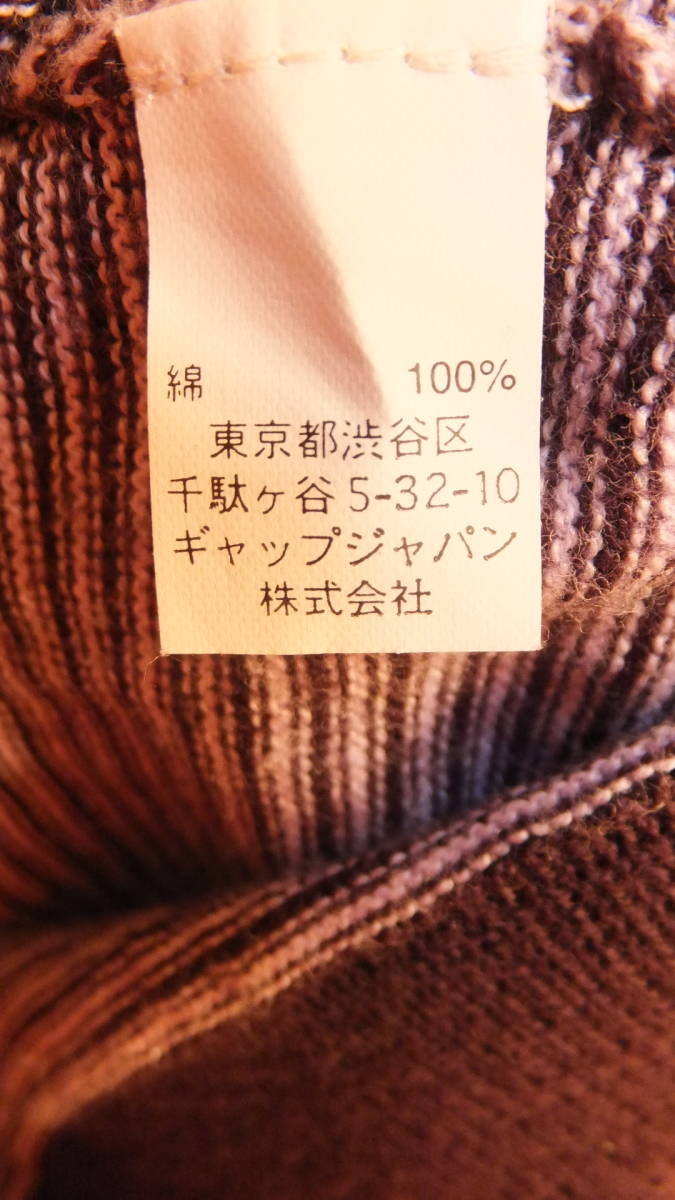 綿 100%
東京都渋谷区
千駄ヶ谷5-32-10
ギャップジャパン
株式会社